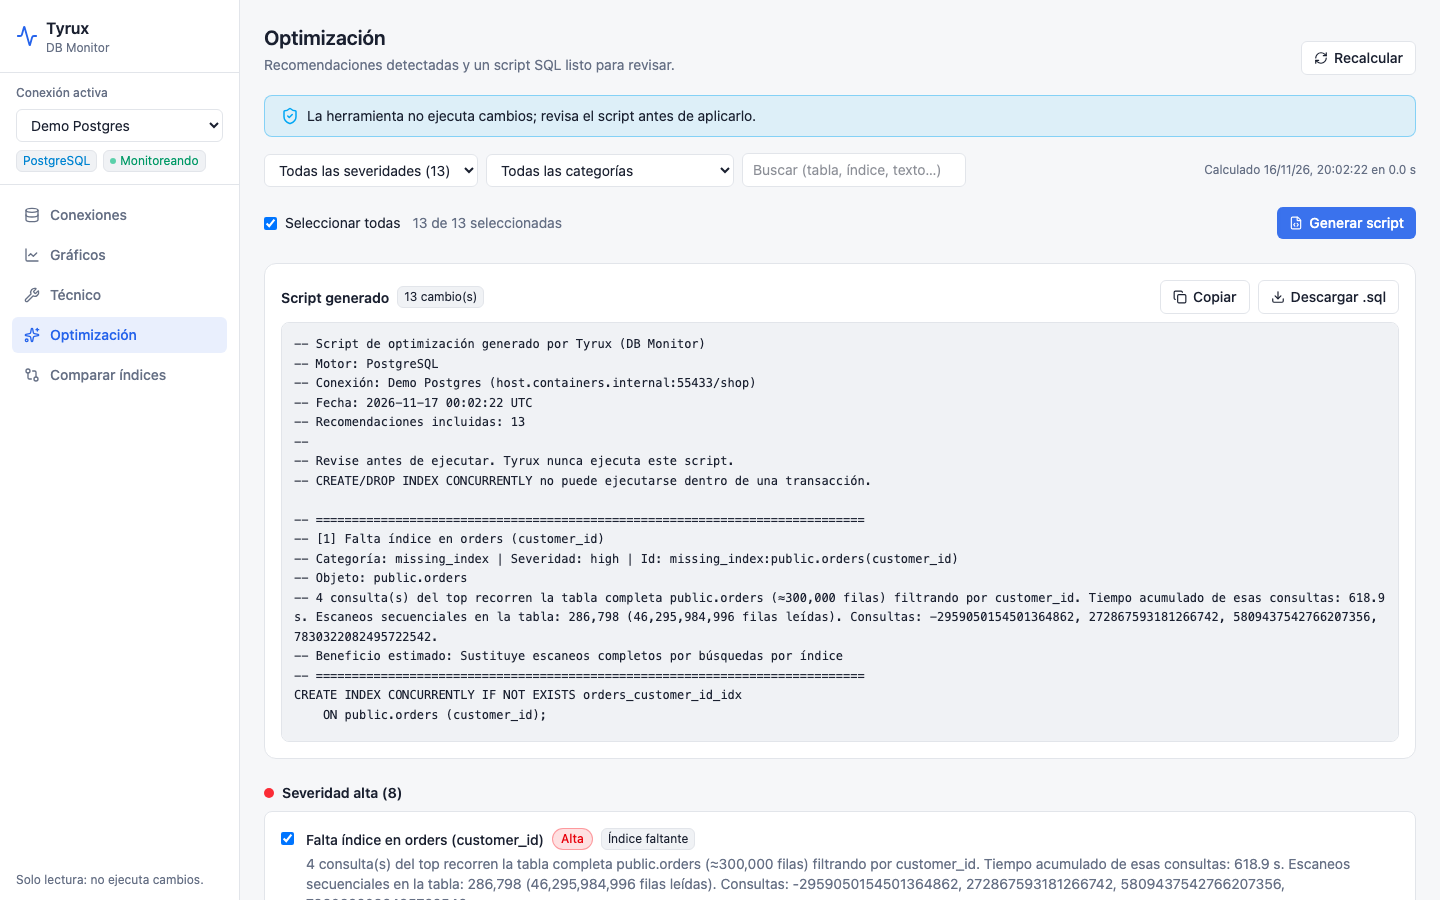 Tyrux
DB Monitor
Conexión activa
Demo Postgres
PostgreSQL
Monitoreando
Conexiones
Gráficos
Técnico
Optimización
Comparar índices
Solo lectura: no ejecuta cambios.
Optimización
Recomendaciones detectadas y un script SQL listo para revisar.
Recalcular
La herramienta no ejecuta cambios; revisa el script antes de aplicarlo.
Todas las severidades (13)
Todas las categorías
Buscar (tabla, índice, texto…)
Calculado 16/11/26, 20:02:22 en 0.0 s
Seleccionar todas
13 de 13 seleccionadas
Generar script
Script generado
13 cambio(s)
Copiar
Descargar .sql
-- Script de optimización generado por Tyrux (DB Monitor)
-- Motor: PostgreSQL
-- Conexión: Demo Postgres (host.containers.internal:55433/shop)
-- Fecha: 2026-11-17 00:02:22 UTC
-- Recomendaciones incluidas: 13
--
-- Revise antes de ejecutar. Tyrux nunca ejecuta este script.
-- CREATE/DROP INDEX CONCURRENTLY no puede ejecutarse dentro de una transacción.
-- ============================================================================
-- [1] Falta índice en orders (customer_id)
-- Categoría: missing_index | Severidad: high | Id: missing_index:public.orders(customer_id)
-- Objeto: public.orders
-- 4 consulta(s) del top recorren la tabla completa public.orders (≈300,000 filas) filtrando por customer_id. Tiempo acumulado de esas consultas: 618.9
s. Escaneos secuenciales en la tabla: 286,798 (46,295,984,996 filas leídas). Consultas: -2959050154501364862, 272867593181266742, 5809437542766207356,
7830322082495722542.
-- Beneficio estimado: Sustituye escaneos completos por búsquedas por índice
-- ============================================================================
CREATE INDEX CONCURRENTLY IF NOT EXISTS orders_customer_id_idx
ON public.orders (customer_id);
Severidad alta (8)
Falta índice en orders (customer_id)
Alta
Índice faltante
4 consulta(s) del top recorren la tabla completa public.orders (≈300,000 filas) filtrando por customer_id. Tiempo acumulado de esas consultas: 618.9 s. Escaneos
secuenciales en la tabla: 286,798 (46,295,984,996 filas leídas). Consultas: -2959050154501364862, 272867593181266742, 5809437542766207356,